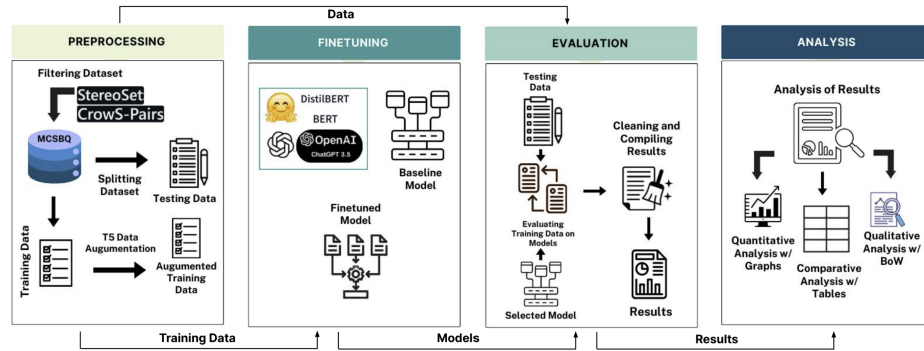 Data
PREPROCESSING
Filtering Dataset
StereoSet
CrowS-Pairs
MCSBQ
Splitting
Dataset
Testing Data
Training Data
T5 Data
Augumentation
Augmented
Training
Data
FINETUNING
DistilBERT
BERT
OpenAI
ChatGPT 3.5
Baseline
Model
Finetuned
Model
EVALUATION
Testing
Data
Cleaning and
Compiling
Results
Evaluating
Training Data on
Models
Selected Model
Results
ANALYSIS
Analysis of Results
Quantitative
Analysis w/
Graphs
Comparative
Analysis w/
Tables
Qualitative
Analysis w/
BoW
Training Data
Models
Results